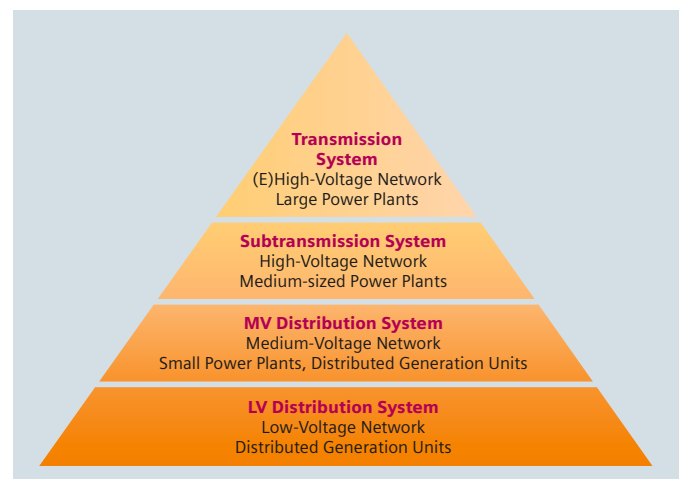 Transmission
System
(E)High-Voltage Network
Large Power Plants
Subtransmission System
High-Voltage Network
Medium-sized Power Plants
MV Distribution System
Medium-Voltage Network
Small Power Plants, Distributed Generation Units
LV Distribution System
Low-Voltage Network
Distributed Generation Units